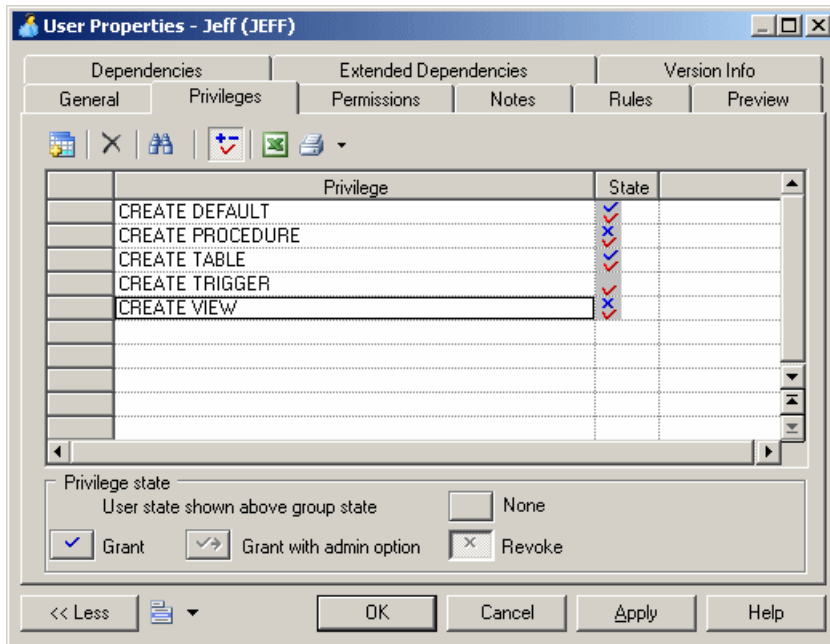 User Properties - Jeff (JEFF)
Dependencies Extended Dependencies Version Info
General Privileges Permissions Notes Rules Preview
Privilege State
CREATE DEFAULT
CREATE PROCEDURE
CREATE TABLE
CREATE TRIGGER
CREATE VIEW
Privilege state
User state shown above group state None
Grant Grant with admin option Revoke
<< Less OK Cancel Apply Help